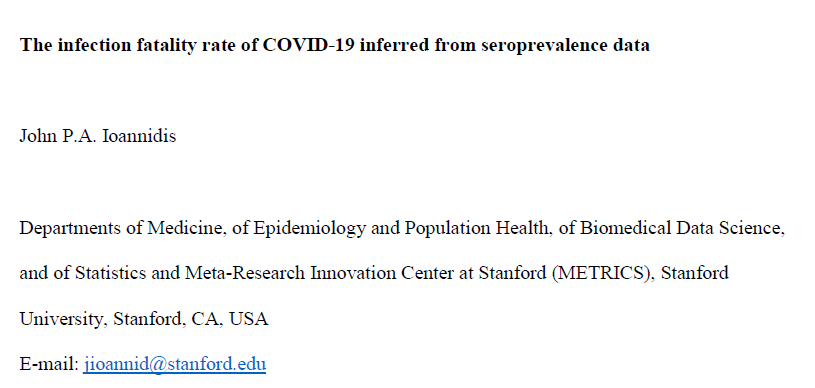 The infection fatality rate of COVID-19 inferred from seroprevalence data
John P.A. Ioannidis
Departments of Medicine, of Epidemiology and Population Health, of Biomedical Data Science,
and of Statistics and Meta-Research Innovation Center at Stanford (METRICS), Stanford
University, Stanford, CA, USA
E-mail: jioannid@stanford.edu